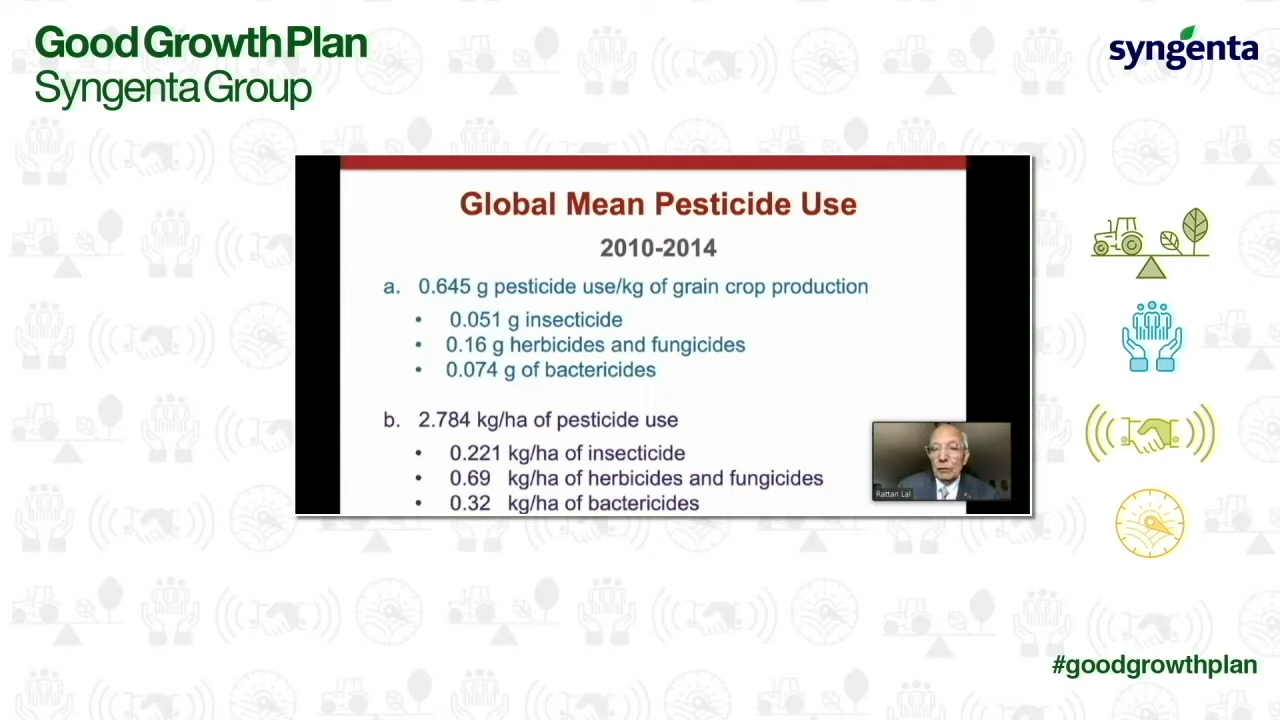 Good Growth Plan
Syngenta Group
syngenta
Global Mean Pesticide Use
2010-2014
a. 0.645 g pesticide use/kg of grain crop production
• 0.051 g insecticide
• 0.16 g herbicides and fungicides
• 0.074 g of bactericides
b. 2.784 kg/ha of pesticide use
• 0.221 kg/ha of insecticide
• 0.69 kg/ha of herbicides and fungicides
• 0.32 kg/ha of bactericides
Rattan Lal
#goodgrowthplan